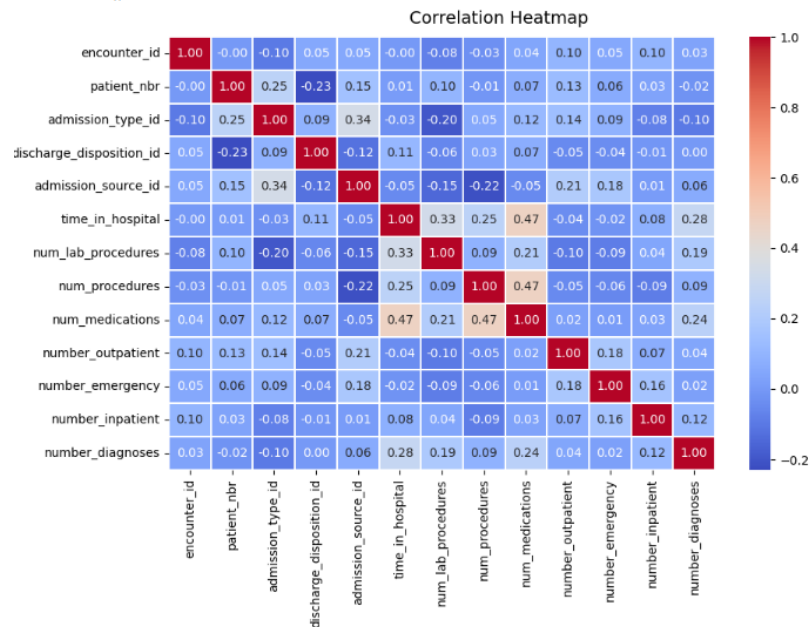 Correlation Heatmap
encounter_id 1.00 -0.00 -0.10 0.05 0.05 -0.00 -0.08 -0.03 0.04 0.10 0.05 0.10 0.03
patient_nbr -0.00 1.00 0.25 -0.23 0.15 0.01 0.10 -0.01 0.07 0.13 0.06 0.03 -0.02
admission_type_id -0.10 0.25 1.00 0.09 0.34 -0.03 -0.20 0.05 0.12 0.14 0.09 -0.08 -0.10
discharge_disposition_id 0.05 -0.23 0.09 1.00 -0.12 0.11 -0.06 0.03 0.07 -0.05 -0.04 -0.01 0.00
admission_source_id 0.05 0.15 0.34 -0.12 1.00 -0.05 -0.15 -0.22 -0.05 0.21 0.18 0.01 0.06
time_in_hospital -0.00 0.01 -0.03 0.11 -0.05 1.00 0.33 0.25 0.47 -0.04 -0.02 0.08 0.28
num_lab_procedures -0.08 0.10 -0.20 -0.06 -0.15 0.33 1.00 0.09 0.21 -0.10 -0.09 0.04 0.19
num_procedures -0.03 -0.01 0.05 0.03 -0.22 0.25 0.09 1.00 0.47 -0.05 -0.06 -0.09 0.09
num_medications 0.04 0.07 0.12 0.07 -0.05 0.47 0.21 0.47 1.00 0.02 0.01 0.03 0.24
number_outpatient 0.10 0.13 0.14 -0.05 0.21 -0.04 -0.10 -0.05 0.02 1.00 0.18 0.07 0.04
number_emergency 0.05 0.06 0.09 -0.04 0.18 -0.02 -0.09 -0.06 0.01 0.18 1.00 0.16 0.02
number_inpatient 0.10 0.03 -0.08 -0.01 0.01 0.08 0.04 -0.09 0.03 0.07 0.16 1.00 0.12
number_diagnoses 0.03 -0.02 -0.10 0.00 0.06 0.28 0.19 0.09 0.24 0.04 0.02 0.12 1.00
encounter_id
patient_nbr
admission_type_id
discharge_disposition_id
admission_source_id
time_in_hospital
num_lab_procedures
num_procedures
num_medications
number_outpatient
number_emergency
number_inpatient
number_diagnoses
1.0
0.8
0.6
0.4
0.2
0.0
-0.2